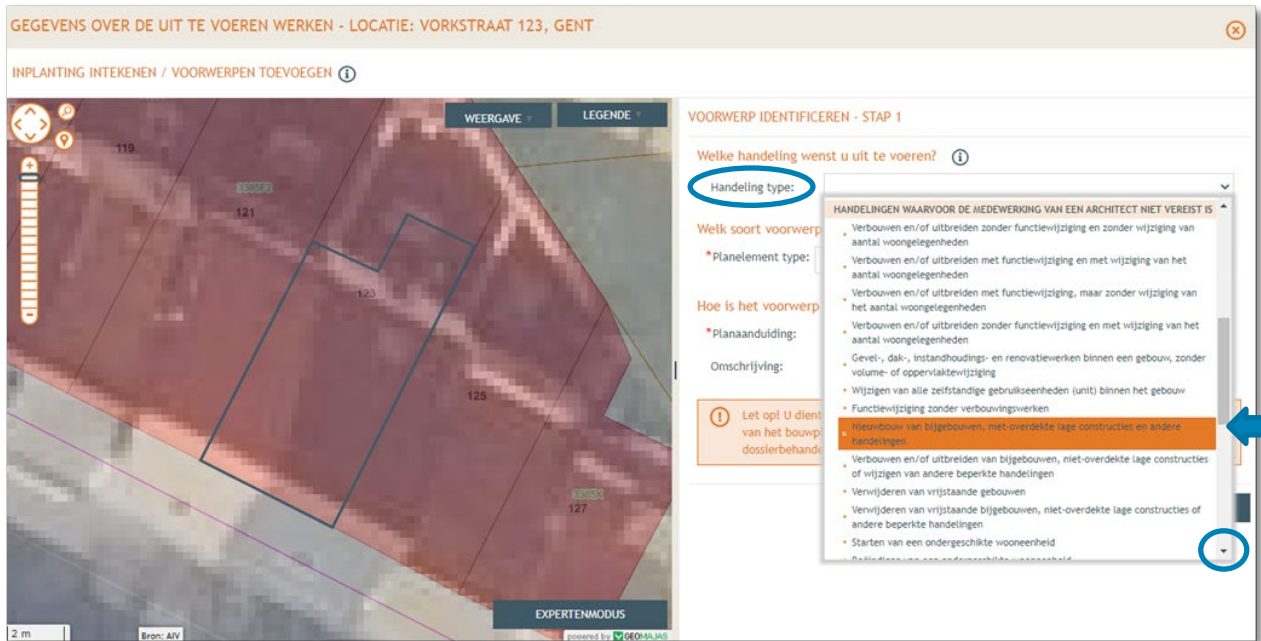 GEGEVENS OVER DE UIT TE VOEREN WERKEN - LOCATIE: VORKSTRAAT 123, GENT
INPLANTING INTEKENEN / VOORWERPEN TOEVOEGEN
WEERGAVE
LEGENDE
119
3385F2
121
123
125
3385X
127
EXPERTENMODUS
2 m
Bron: AIV
powered by GEOMAJAS
VOORWERP IDENTIFICEREN - STAP 1
Welke handeling wenst u uit te voeren?
Handeling type:
Welk soort voorwerp
*Planelement type:
Hoe is het voorwerp
*Planaanduiding:
Omschrijving:
Let op! U dient
van het bouwp
dossierbehande
HANDELINGEN WAARVOOR DE MEDEWERKING VAN EEN ARCHITECT NIET VEREIST IS
Verbouwen en/of uitbreiden zonder functiewijziging en zonder wijziging van
aantal woongelegenheden
Verbouwen en/of uitbreiden met functiewijziging en met wijziging van het
aantal woongelegenheden
Verbouwen en/of uitbreiden met functiewijziging, maar zonder wijziging van
het aantal woongelegenheden
Verbouwen en/of uitbreiden zonder functiewijziging en met wijziging van het
aantal woongelegenheden
Gevel-, dak-, instandhoudings- en renovatiewerken binnen een gebouw, zonder
volume- of oppervlaktewijziging
Wijzigen van alle zelfstandige gebruikseenheden (unit) binnen het gebouw
Functiewijziging zonder verbouwingswerken
Nieuwbouw van bijgebouwen, niet-overdekte lage constructies en andere
handelingen
Verbouwen en/of uitbreiden van bijgebouwen, niet-overdekte lage constructies
of wijzigen van andere beperkte handelingen
Verwijderen van vrijstaande gebouwen
Verwijderen van vrijstaande bijgebouwen, niet-overdekte lage constructies of
andere beperkte handelingen
Starten van een ondergeschikte wooneenheid